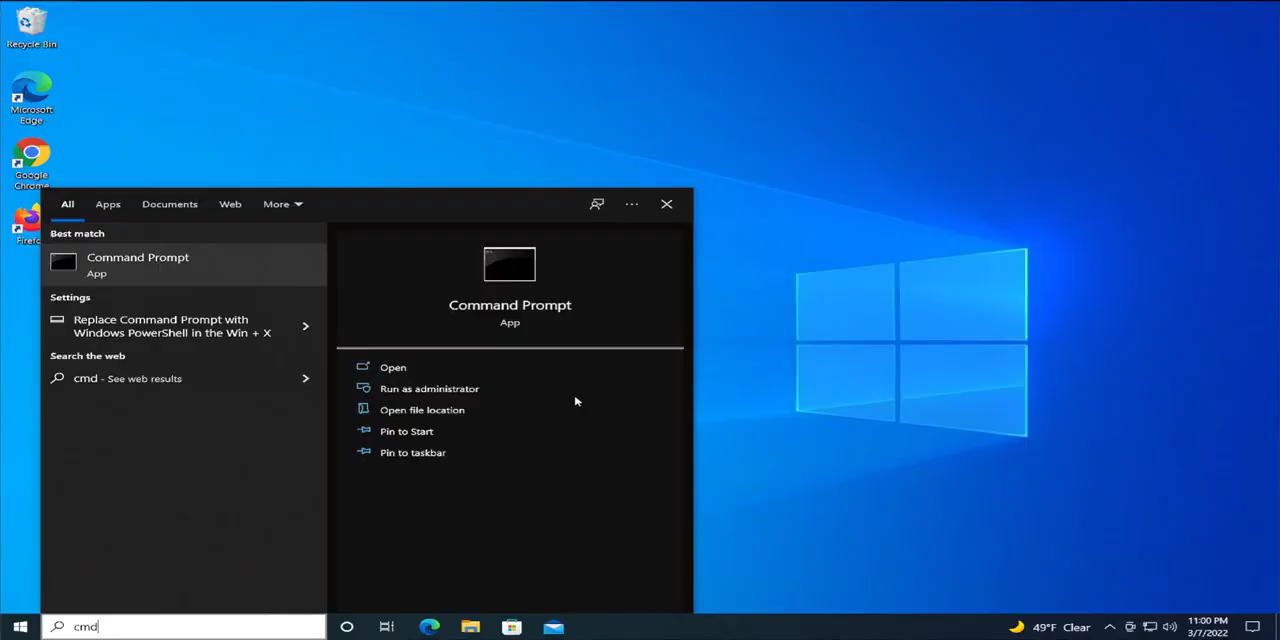 Recycle Bin
Microsoft
Edge
Google
Chrome
Firefo
All Apps Documents Web More
Best match
Command Prompt
App
Settings
Replace Command Prompt with
Windows PowerShell in the Win + X
Search the web
cmd - See web results
Command Prompt
App
Open
Run as administrator
Open file location
Pin to Start
Pin to taskbar
cmd
49°F Clear
11:00 PM
3/7/2022